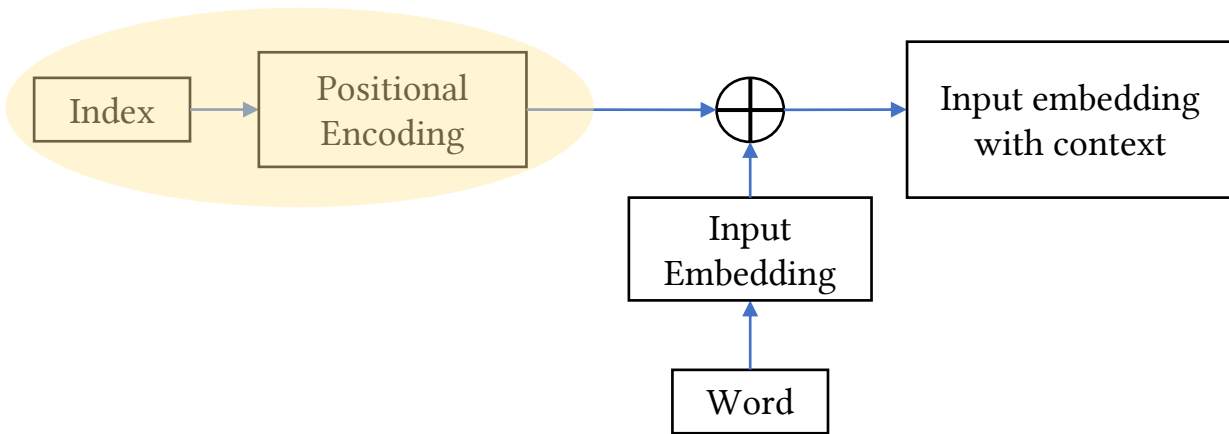 Index
Positional
Encoding
Input embedding
with context
Input
Embedding
Word